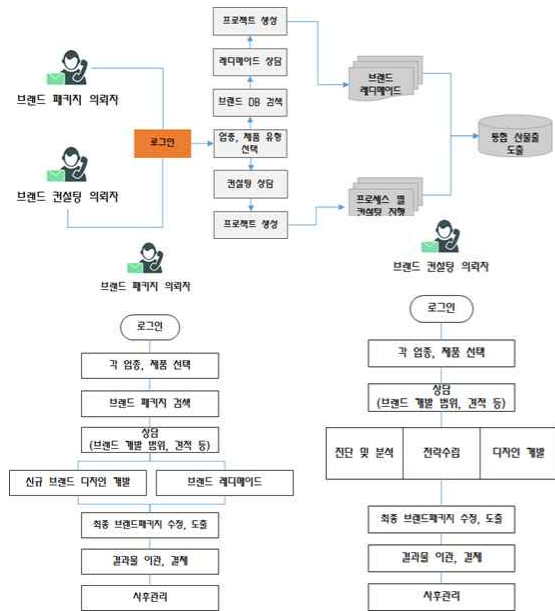 프로젝트 생성
레디메이드 상담
브랜드 DB 검색
브랜드 패키지 의뢰자
로그인
업종, 제품 유형
선택
브랜드
레디메이드
통합 산물출
도출
브랜드 컨설팅 의뢰자
컨설팅 상담
프로젝트 생성
프로세스 별
컨설팅 진행
브랜드 패키지 의뢰자
로그인
각 업종, 제품 선택
브랜드 패키지 검색
상담
(브랜드 개발 범위, 견적 등)
신규 브랜드 디자인 개발
브랜드 레디메이드
최종 브랜드패키지 수정, 도출
결과물 이관, 결제
사후관리
브랜드 컨설팅 의뢰자
로그인
각 업종, 제품 선택
상담
(브랜드 개발 범위, 견적 등)
진단 및 분석
전략수립
디자인 개발
최종 브랜드패키지 수정, 도출
결과물 이관, 결제
사후관리